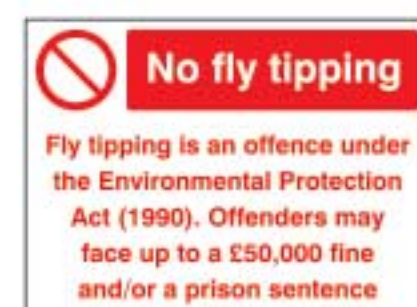 No fly tipping
Fly tipping is an offence under
the Environmental Protection
Act (1990). Offenders may
face up to a £50,000 fine
and/or a prison sentence